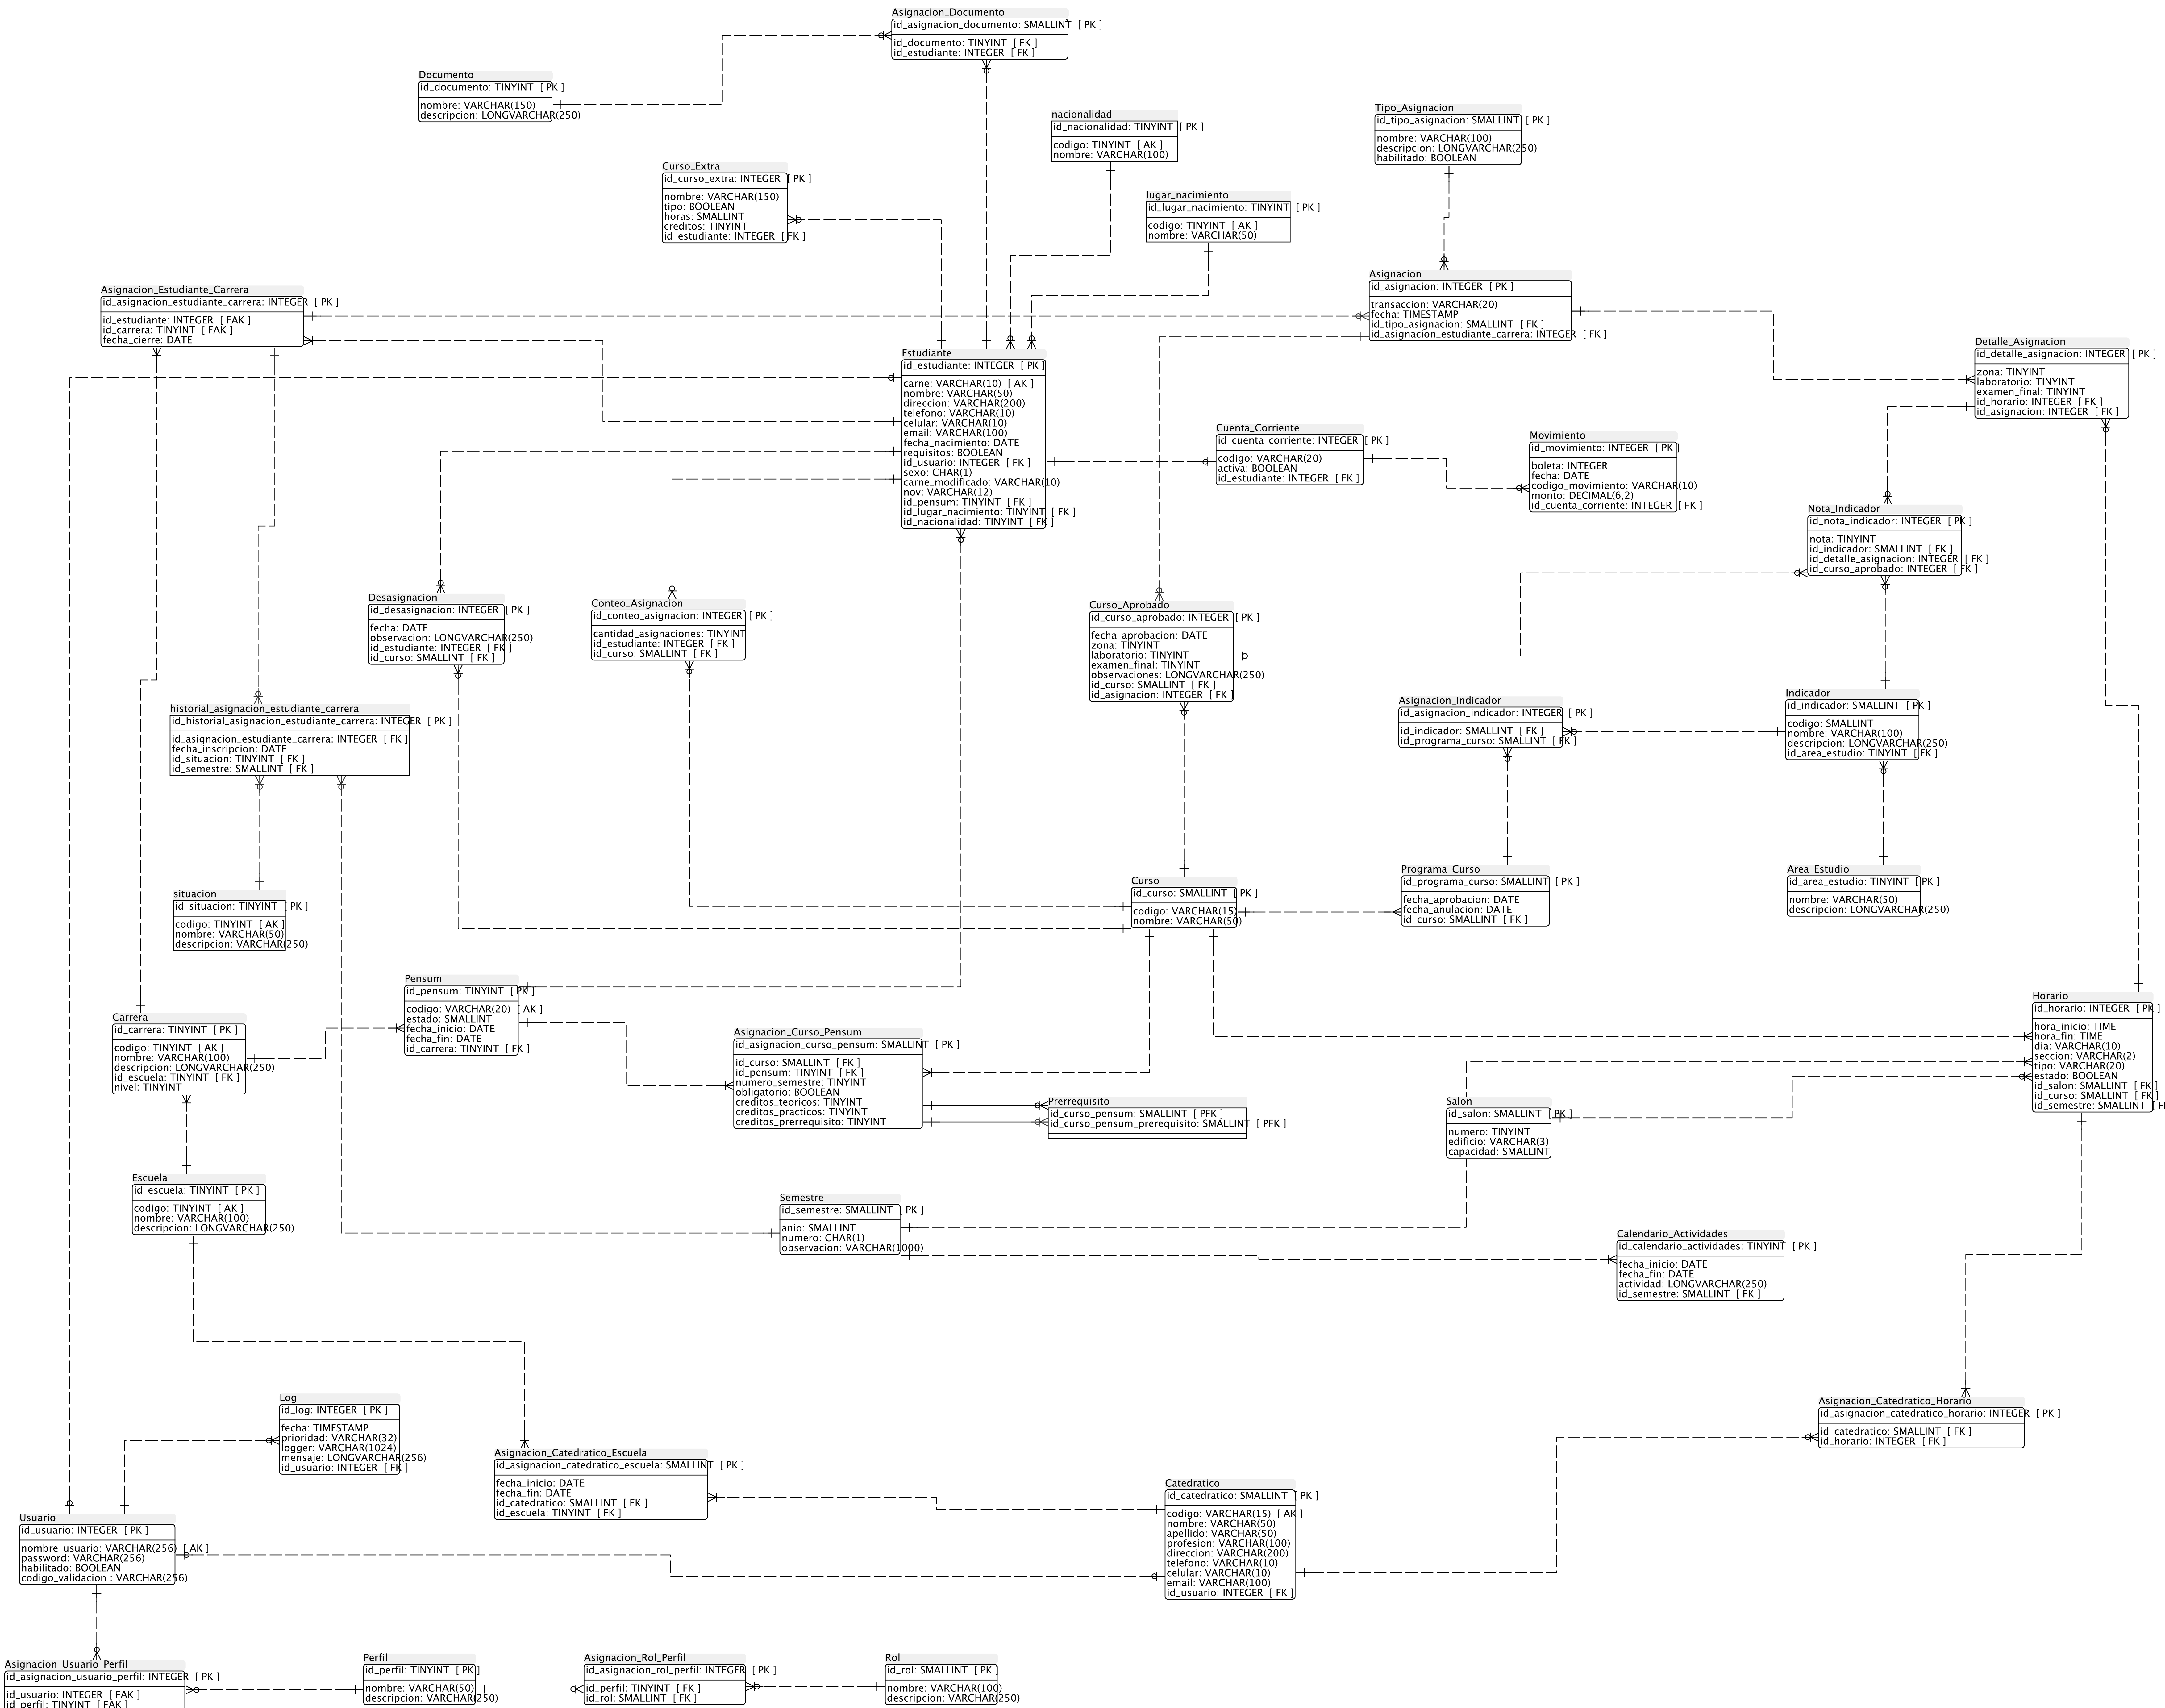 Asignacion_Documento
id_asignacion_documento: SMALLINT [ PK ]
id_documento: TINYINT [ FK ]
id_estudiante: INTEGER [ FK ]
Documento
id_documento: TINYINT [ PK ]
nombre: VARCHAR(150)
descripcion: LONGVARCHAR(250)
nacionalidad
id_nacionalidad: TINYINT [ PK ]
codigo: TINYINT [ AK ]
nombre: VARCHAR(100)
Tipo_Asignacion
id_tipo_asignacion: SMALLINT [ PK ]
nombre: VARCHAR(100)
descripcion: LONGVARCHAR(250)
habilitado: BOOLEAN
Curso_Extra
id_curso_extra: INTEGER [ PK ]
nombre: VARCHAR(150)
tipo: BOOLEAN
horas: SMALLINT
creditos: TINYINT
id_estudiante: INTEGER [ FK ]
lugar_nacimiento
id_lugar_nacimiento: TINYINT [ PK ]
codigo: TINYINT [ AK ]
nombre: VARCHAR(50)
Asignacion
id_asignacion: INTEGER [ PK ]
transaccion: VARCHAR(20)
fecha: TIMESTAMP
id_tipo_asignacion: SMALLINT [ FK ]
id_asignacion_estudiante_carrera: INTEGER [ FK ]
Asignacion_Estudiante_Carrera
id_asignacion_estudiante_carrera: INTEGER [ PK ]
id_estudiante: INTEGER [ FAK ]
id_carrera: TINYINT [ FAK ]
fecha_cierre: DATE
Estudiante
id_estudiante: INTEGER [ PK ]
carne: VARCHAR(10) [ AK ]
nombre: VARCHAR(50)
direccion: VARCHAR(200)
telefono: VARCHAR(10)
celular: VARCHAR(10)
email: VARCHAR(100)
fecha_nacimiento: DATE
requisitos: BOOLEAN
id_usuario: INTEGER [ FK ]
sexo: CHAR(1)
carne_modificado: VARCHAR(10)
nov: VARCHAR(12)
id_pensum: TINYINT [ FK ]
id_lugar_nacimiento: TINYINT [ FK ]
id_nacionalidad: TINYINT [ FK ]
Detalle_Asignacion
id_detalle_asignacion: INTEGER [ PK ]
zona: TINYINT
laboratorio: TINYINT
examen_final: TINYINT
id_horario: INTEGER [ FK ]
id_asignacion: INTEGER [ FK ]
Cuenta_Corriente
id_cuenta_corriente: INTEGER [ PK ]
codigo: VARCHAR(20)
activa: BOOLEAN
id_estudiante: INTEGER [ FK ]
Movimiento
id_movimiento: INTEGER [ PK ]
boleta: INTEGER
fecha: DATE
codigo_movimiento: VARCHAR(10)
monto: DECIMAL(6,2)
id_cuenta_corriente: INTEGER [ FK ]
Nota_Indicador
id_nota_indicador: INTEGER [ PK ]
nota: TINYINT
id_indicador: SMALLINT [ FK ]
id_detalle_asignacion: INTEGER [ FK ]
id_curso_aprobado: INTEGER [ FK ]
Desasignacion
id_desasignacion: INTEGER [ PK ]
fecha: DATE
observacion: LONGVARCHAR(250)
id_estudiante: INTEGER [ FK ]
id_curso: SMALLINT [ FK ]
Conteo_Asignacion
id_conteo_asignacion: INTEGER [ PK ]
cantidad_asignaciones: TINYINT
id_estudiante: INTEGER [ FK ]
id_curso: SMALLINT [ FK ]
Curso_Aprobado
id_curso_aprobado: INTEGER [ PK ]
fecha_aprobacion: DATE
zona: TINYINT
laboratorio: TINYINT
examen_final: TINYINT
observaciones: LONGVARCHAR(250)
id_curso: SMALLINT [ FK ]
id_asignacion: INTEGER [ FK ]
Indicador
id_indicador: SMALLINT [ PK ]
codigo: SMALLINT
nombre: VARCHAR(100)
descripcion: LONGVARCHAR(250)
id_area_estudio: TINYINT [ FK ]
Asignacion_Indicador
id_asignacion_indicador: INTEGER [ PK ]
id_indicador: SMALLINT [ FK ]
id_programa_curso: SMALLINT [ FK ]
historial_asignacion_estudiante_carrera
id_historial_asignacion_estudiante_carrera: INTEGER [ PK ]
id_asignacion_estudiante_carrera: INTEGER [ FK ]
fecha_inscripcion: DATE
id_situacion: TINYINT [ FK ]
id_semestre: SMALLINT [ FK ]
situacion
id_situacion: TINYINT [ PK ]
codigo: TINYINT [ AK ]
nombre: VARCHAR(50)
descripcion: VARCHAR(250)
Curso
id_curso: SMALLINT [ PK ]
codigo: VARCHAR(15)
nombre: VARCHAR(50)
Programa_Curso
id_programa_curso: SMALLINT [ PK ]
fecha_aprobacion: DATE
fecha_anulacion: DATE
id_curso: SMALLINT [ FK ]
Area_Estudio
id_area_estudio: TINYINT [ PK ]
nombre: VARCHAR(50)
descripcion: LONGVARCHAR(250)
Pensum
id_pensum: TINYINT [ PK ]
codigo: VARCHAR(20) [ AK ]
estado: SMALLINT
fecha_inicio: DATE
fecha_fin: DATE
id_carrera: TINYINT [ FK ]
Horario
id_horario: INTEGER [ PK ]
hora_inicio: TIME
hora_fin: TIME
dia: VARCHAR(10)
seccion: VARCHAR(2)
tipo: VARCHAR(20)
estado: BOOLEAN
id_salon: SMALLINT [ FK ]
id_curso: SMALLINT [ FK ]
id_semestre: SMALLINT [
Carrera
id_carrera: TINYINT [ PK ]
codigo: TINYINT [ AK ]
nombre: VARCHAR(100)
descripcion: LONGVARCHAR(250)
id_escuela: TINYINT [ FK ]
nivel: TINYINT
Asignacion_Curso_Pensum
id_asignacion_curso_pensum: SMALLINT [ PK ]
id_curso: SMALLINT [ FK ]
id_pensum: TINYINT [ FK ]
numero_semestre: TINYINT
obligatorio: BOOLEAN
creditos_teoricos: TINYINT
creditos_practicos: TINYINT
creditos_prerrequisito: TINYINT
Prerrequisito
id_curso_pensum: SMALLINT [ PFK ]
id_curso_pensum_prerequisito: SMALLINT [ PFK ]
Salon
id_salon: SMALLINT [ PK ]
numero: TINYINT
edificio: VARCHAR(3)
capacidad: SMALLINT
Escuela
id_escuela: TINYINT [ PK ]
codigo: TINYINT [ AK ]
nombre: VARCHAR(100)
descripcion: LONGVARCHAR(250)
Semestre
id_semestre: SMALLINT [ PK ]
anio: SMALLINT
numero: CHAR(1)
observacion: VARCHAR(1000)
Calendario_Actividades
id_calendario_actividades: TINYINT [ PK ]
fecha_inicio: DATE
fecha_fin: DATE
actividad: LONGVARCHAR(250)
id_semestre: SMALLINT [ FK ]
Log
id_log: INTEGER [ PK ]
fecha: TIMESTAMP
prioridad: VARCHAR(32)
logger: VARCHAR(1024)
mensaje: LONGVARCHAR(256)
id_usuario: INTEGER [ FK ]
Asignacion_Catedratico_Horario
id_asignacion_catedratico_horario: INTEGER [ PK ]
id_catedratico: SMALLINT [ FK ]
id_horario: INTEGER [ FK ]
Asignacion_Catedratico_Escuela
id_asignacion_catedratico_escuela: SMALLINT [ PK ]
fecha_inicio: DATE
fecha_fin: DATE
id_catedratico: SMALLINT [ FK ]
id_escuela: TINYINT [ FK ]
Catedratico
id_catedratico: SMALLINT [ PK ]
codigo: VARCHAR(15) [ AK ]
nombre: VARCHAR(50)
apellido: VARCHAR(50)
profesion: VARCHAR(100)
direccion: VARCHAR(200)
telefono: VARCHAR(10)
celular: VARCHAR(10)
email: VARCHAR(100)
id_usuario: INTEGER [ FK ]
Usuario
id_usuario: INTEGER [ PK ]
nombre_usuario: VARCHAR(256) [ AK ]
password: VARCHAR(256)
habilitado: BOOLEAN
codigo_validacion : VARCHAR(256)
Asignacion_Usuario_Perfil
id_asignacion_usuario_perfil: INTEGER [ PK ]
id_usuario: INTEGER [ FAK ]
id_perfil: TINYINT [ FAK ]
Perfil
id_perfil: TINYINT [ PK ]
nombre: VARCHAR(50)
descripcion: VARCHAR(250)
Asignacion_Rol_Perfil
id_asignacion_rol_perfil: INTEGER [ PK ]
id_perfil: TINYINT [ FK ]
id_rol: SMALLINT [ FK ]
Rol
id_rol: SMALLINT [ PK ]
nombre: VARCHAR(100)
descripcion: VARCHAR(250)